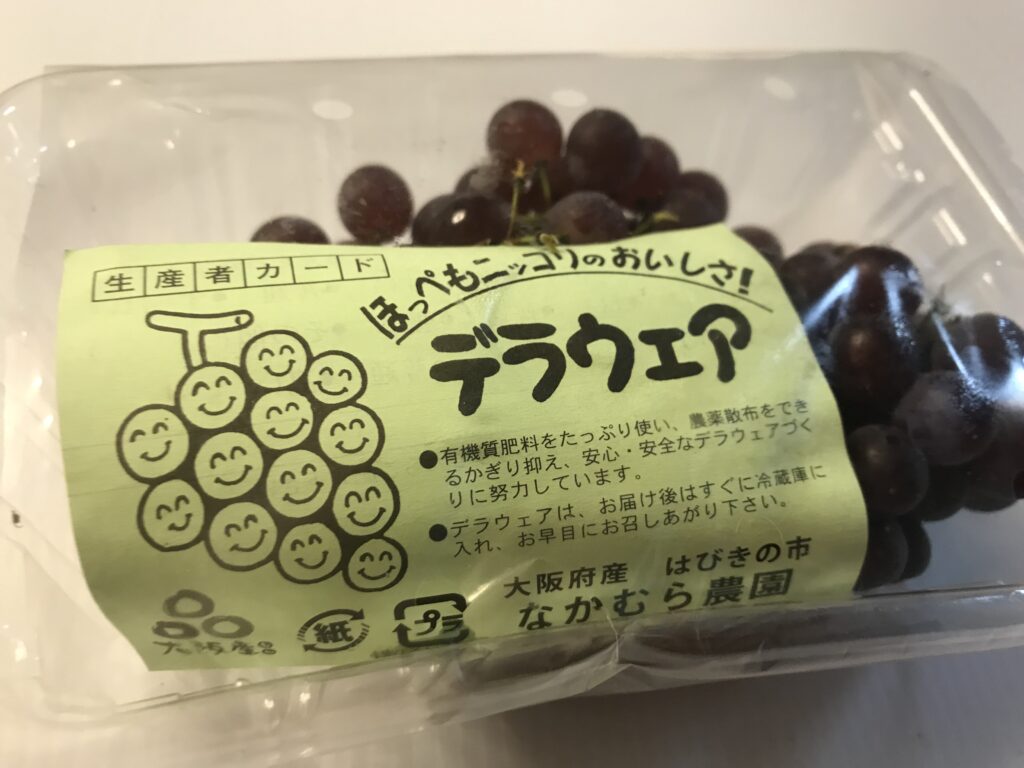 生産者カード
ほっぺもニッコリのおいしさ!
デラウェア
●有機質肥料をたっぷり使い、農薬散布をでき
るかぎり抑え、安心・安全なデラウェアづく
りに努力しています。
●デラウェアは、お届け後はすぐに冷蔵庫に
入れ、お早目にお召しあがり下さい。
大阪府産 はびきの市
なかむら農園
大阪産
紙
プラ